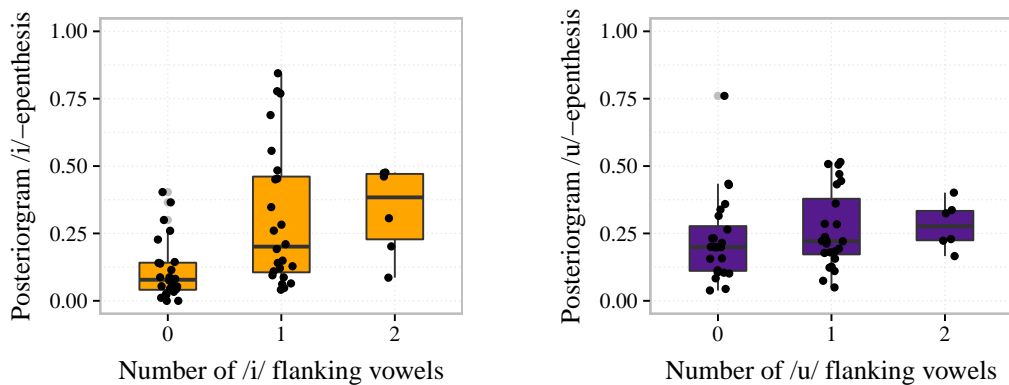 Posteriorgram /i/−epenthesis
1.00
0.75
0.50
0.25
0.00
0 1 2
Number of /i/ flanking vowels
Posteriorgram /u/−epenthesis
1.00
0.75
0.50
0.25
0.00
0 1 2
Number of /u/ flanking vowels